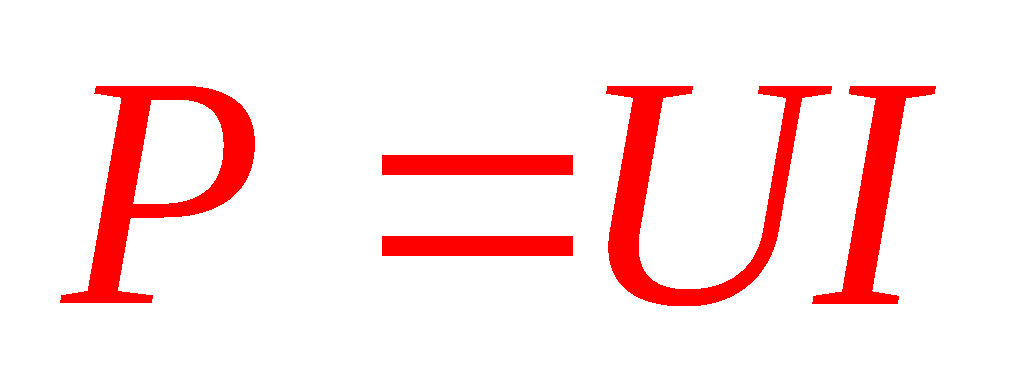 P = UI